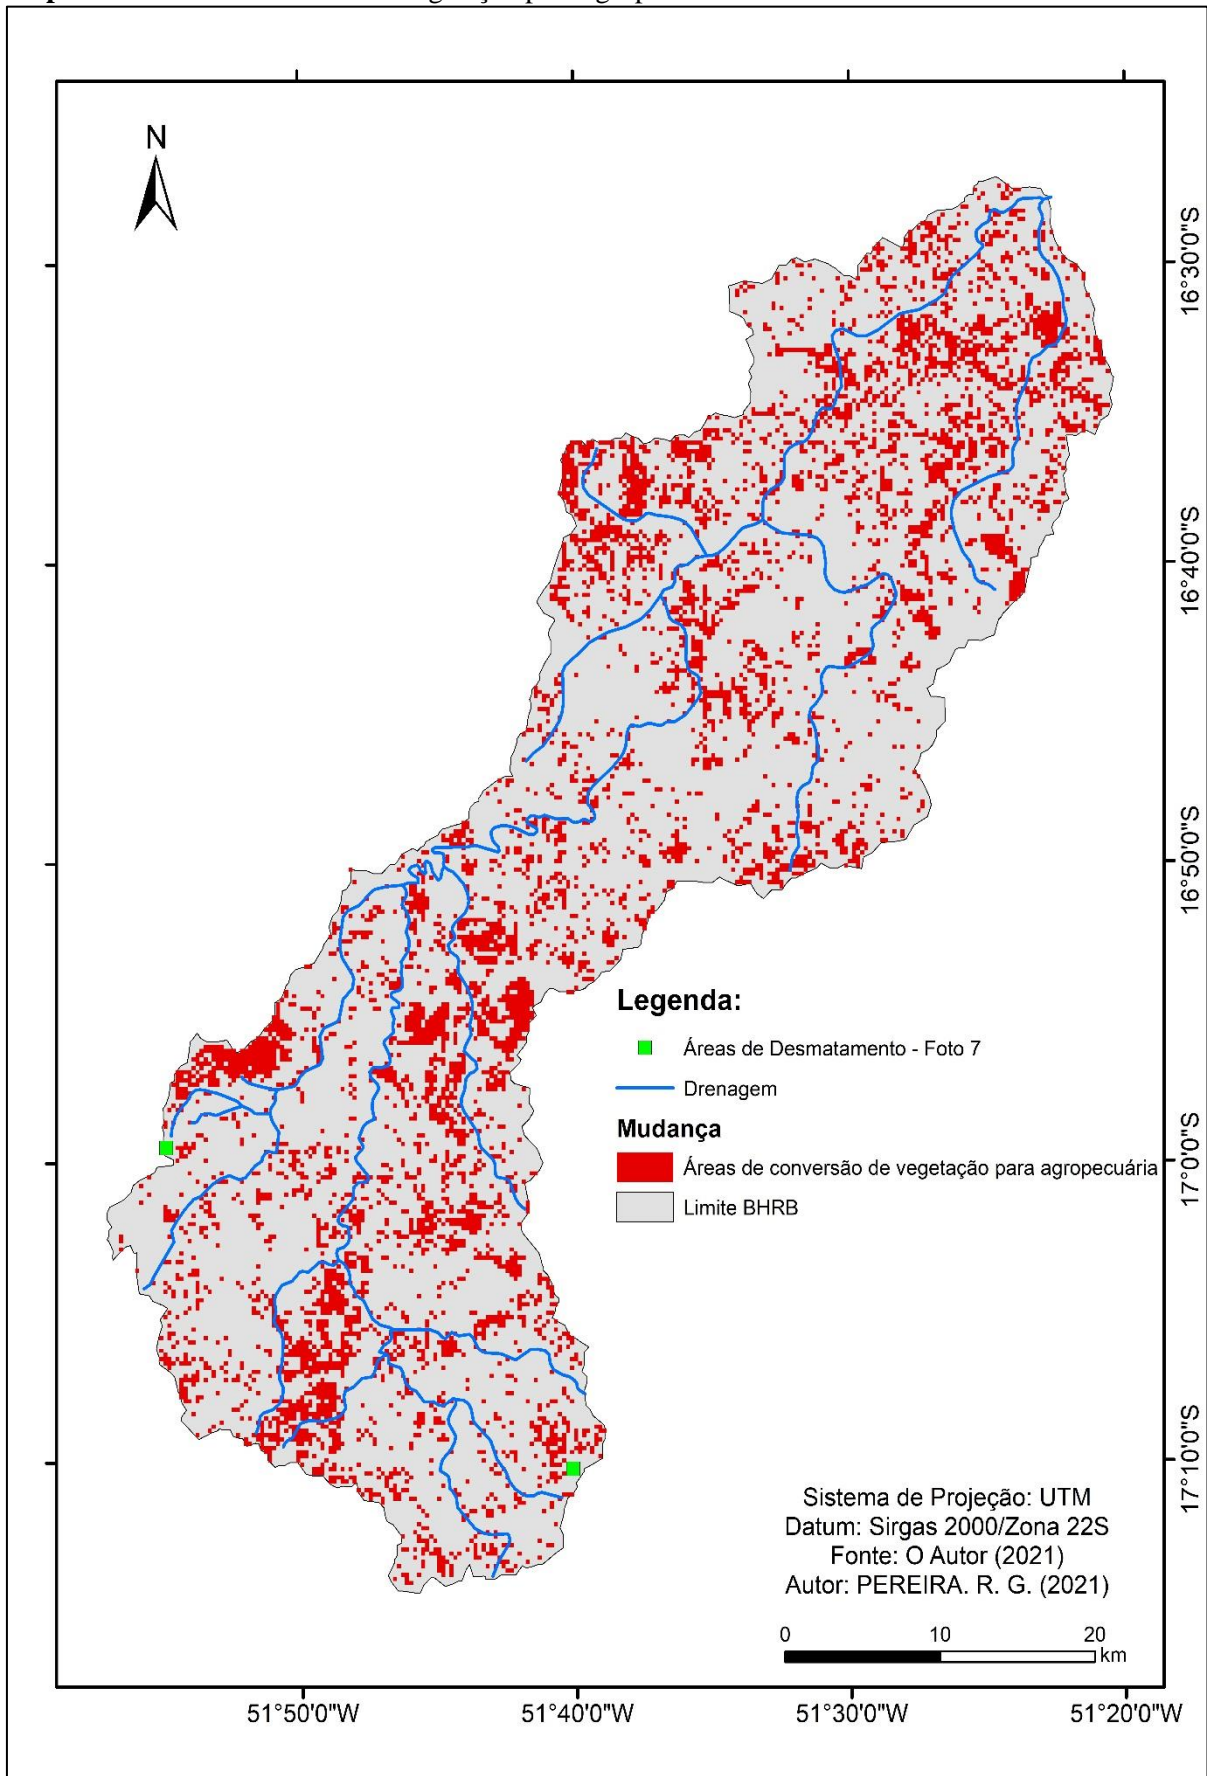 N
16°30'0"S
16°40'0"S
16°50'0"S
17°0'0"S
17°10'0"S
Legenda:
Áreas de Desmatamento - Foto 7
Drenagem
Mudança
Áreas de conversão de vegetação para agropecuária
Limite BHRB
Sistema de Projeção: UTM
Datum: Sirgas 2000/Zona 22S
Fonte: O Autor (2021)
Autor: PEREIRA. R. G. (2021)
0 10 20
km
51°50'0"W 51°40'0"W 51°30'0"W 51°20'0"W